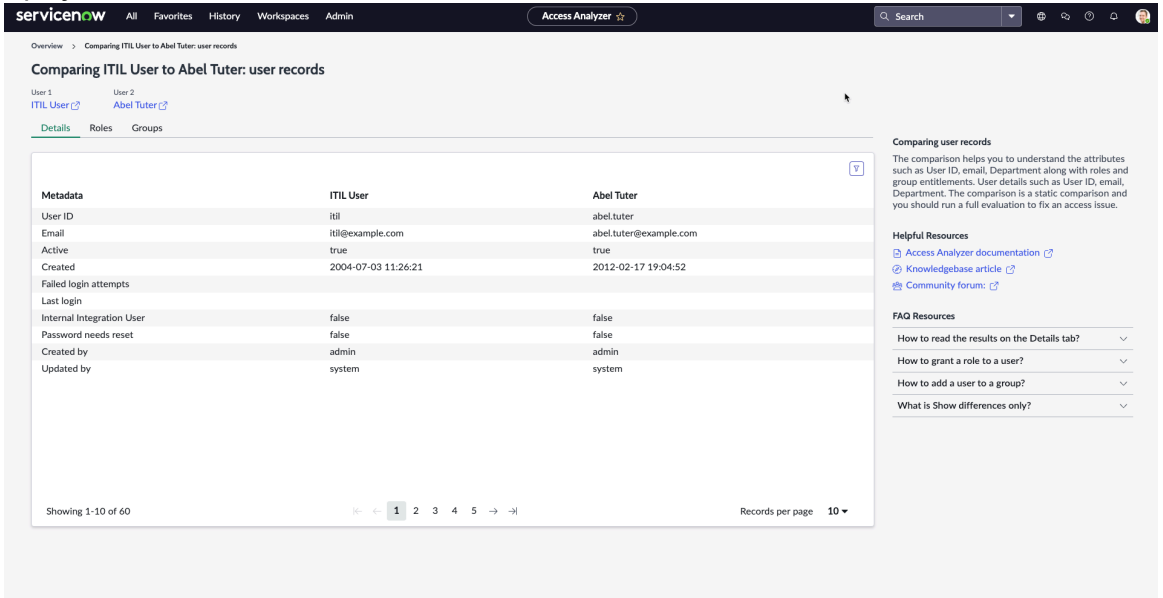 servicenow All Favorites History Workspaces Admin Access Analyzer Search
Overview > Comparing ITIL User to Abel Tuter: user records
Comparing ITIL User to Abel Tuter: user records
User 1 User 2
ITIL User Abel Tuter
Details Roles Groups
Metadata ITIL User Abel Tuter
User ID itil abel.tuter
Email itil@example.com abel.tuter@example.com
Active true true
Created 2004-07-03 11:26:21 2012-02-17 19:04:52
Failed login attempts
Last login
Internal Integration User false false
Password needs reset false false
Created by admin admin
Updated by system system
Showing 1-10 of 60 1 2 3 4 5 Records per page 10
Comparing user records
The comparison helps you to understand the attributes
such as User ID, email, Department along with roles and
group entitlements. User details such as User ID, email,
Department. The comparison is a static comparison and
you should run a full evaluation to fix an access issue.
Helpful Resources
Access Analyzer documentation
Knowledgebase article
Community forum:
FAQ Resources
How to read the results on the Details tab?
How to grant a role to a user?
How to add a user to a group?
What is Show differences only?